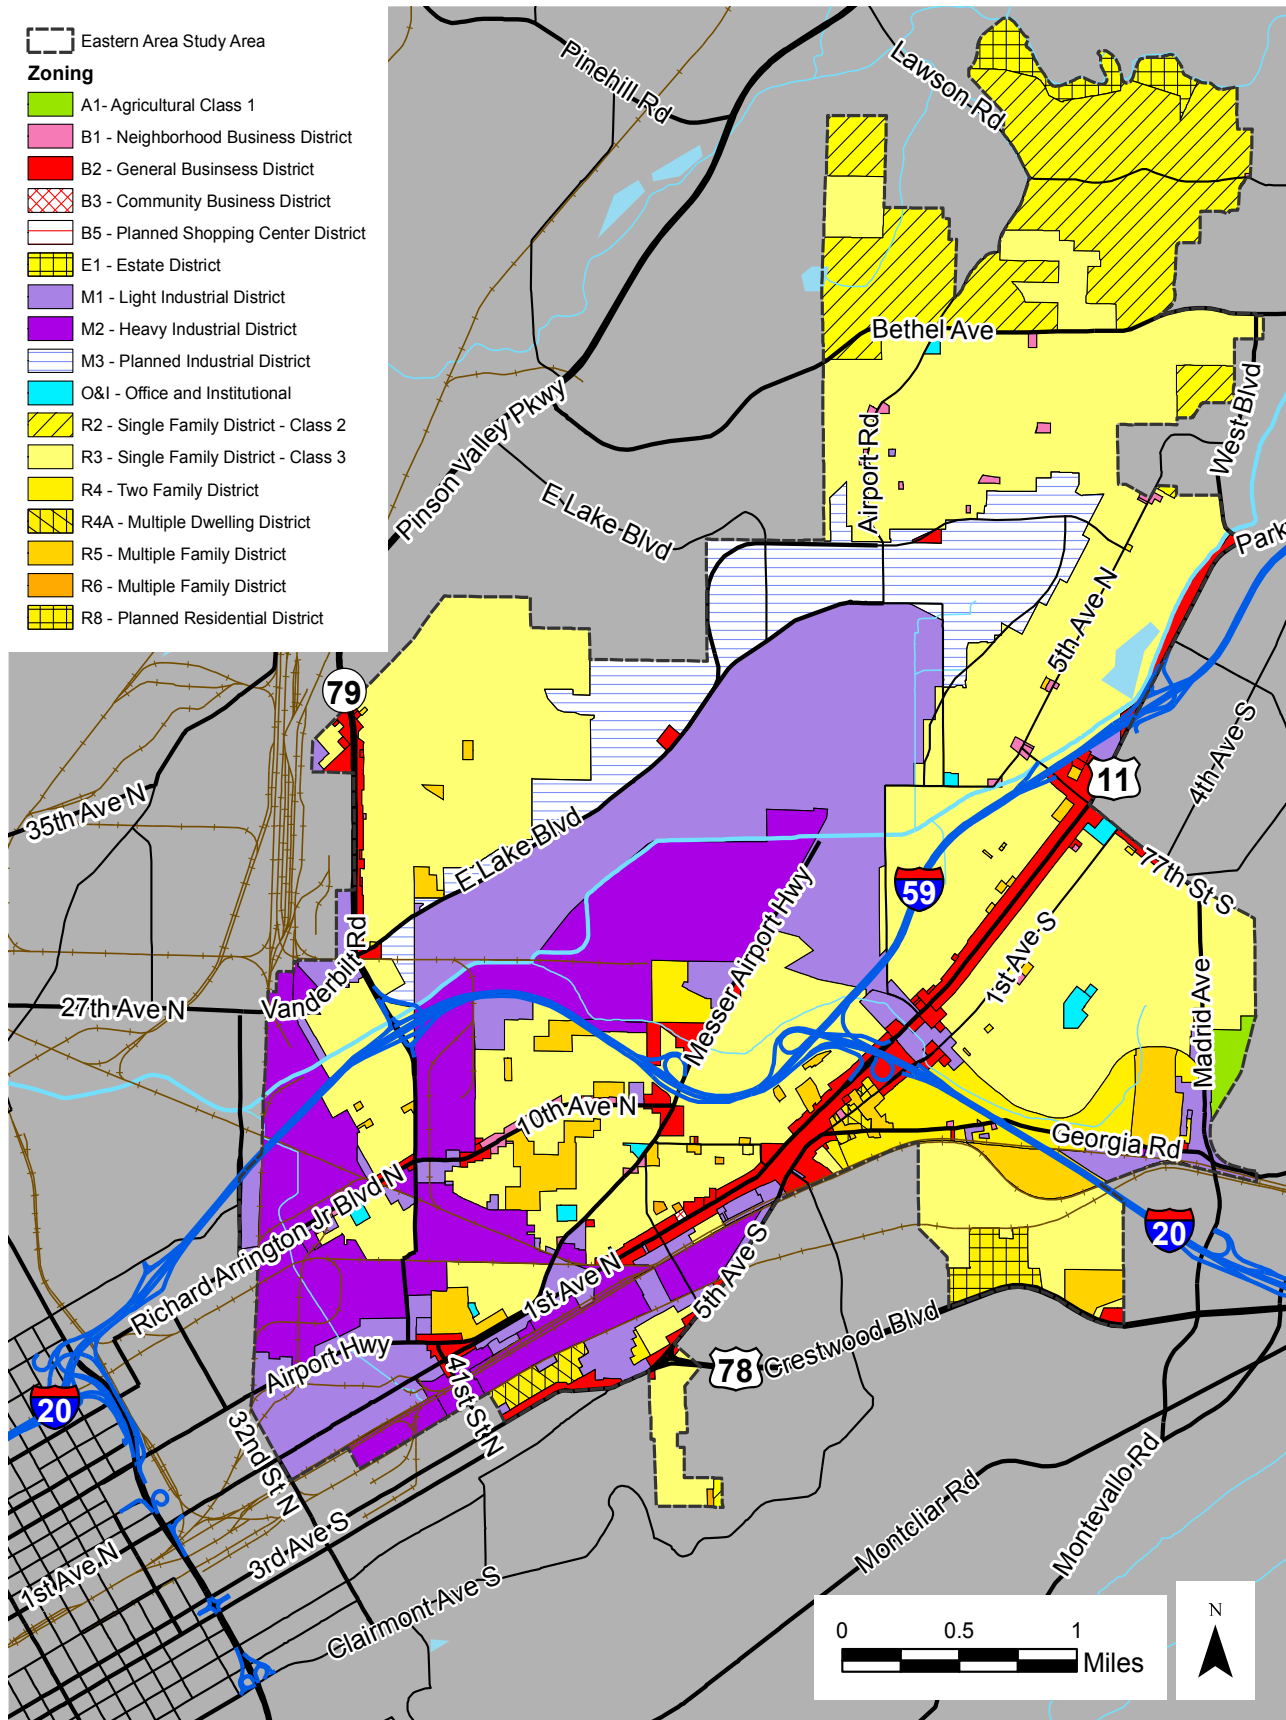 Eastern Area Study Area
Zoning
A1- Agricultural Class 1
B1 - Neighborhood Business District
B2 - General Businsess District
B3 - Community Business District
B5 - Planned Shopping Center District
E1 - Estate District
M1 - Light Industrial District
M2 - Heavy Industrial District
M3 - Planned Industrial District
O&I - Office and Institutional
R2 - Single Family District - Class 2
R3 - Single Family District - Class 3
R4 - Two Family District
R4A - Multiple Dwelling District
R5 - Multiple Family District
R6 - Multiple Family District
R8 - Planned Residential District
Pinehill Rd
Lawson Rd
Bethel Ave
Pinson Valley Pkwy
Airport Rd
West Blvd
E Lake Blvd
Park
5th Ave N
79
4th Ave S
11
35th Ave N
E Lake Blvd
77th St S
59
Messer Airport Hwy
1st Ave S
Vanderbilt Rd
27th Ave N
Madrid Ave
10th Ave N
Georgia Rd
Richard Arrington Jr Blvd N
20
1st Ave N
5th Ave S
Airport Hwy
Crestwood Blvd
78
20
41st St N
32nd St N
3rd Ave S
1st Ave N
Clairmont Ave S
Montcliar Rd
Montevallo Rd
N
0 0.5 1
Miles